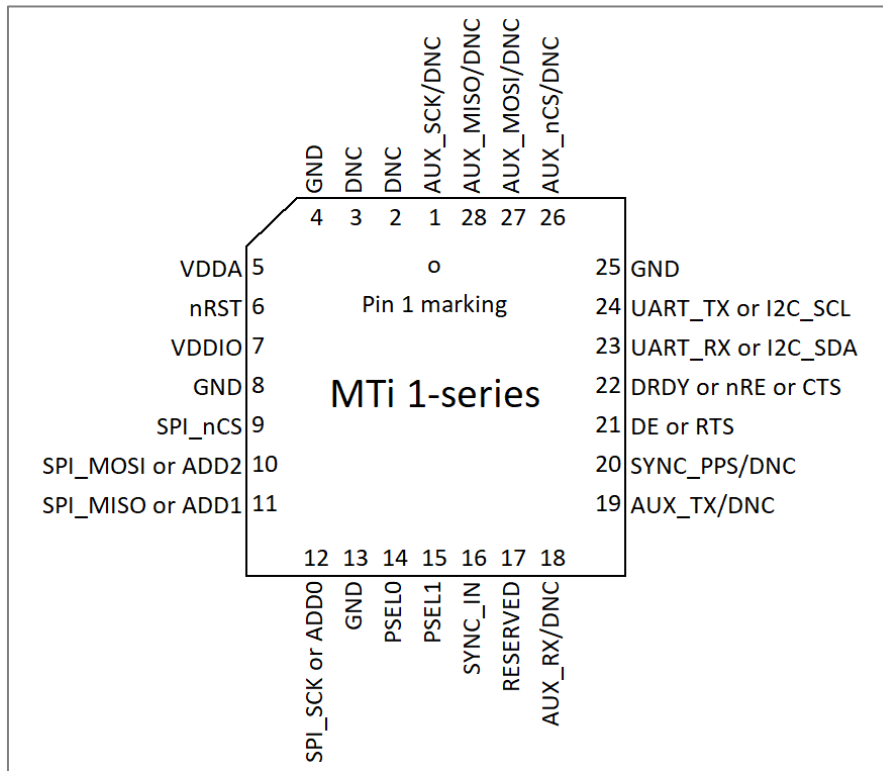 GND
DNC
DNC
AUX_SCK/DNC
AUX_MISO/DNC
AUX_MOSI/DNC
AUX_nCS/DNC
4 3 2 1 28 27 26
VDDA 5
nRST 6
VDDIO 7
GND 8
SPI_nCS 9
SPI_MOSI or ADD2 10
SPI_MISO or ADD1 11
o
Pin 1 marking
MTi 1-series
25 GND
24 UART_TX or I2C_SCL
23 UART_RX or I2C_SDA
22 DRDY or nRE or CTS
21 DE or RTS
20 SYNC_PPS/DNC
19 AUX_TX/DNC
12 13 14 15 16 17 18
SPI_SCK or ADD0
GND
PSEL0
PSEL1
SYNC_IN
RESERVED
AUX_RX/DNC